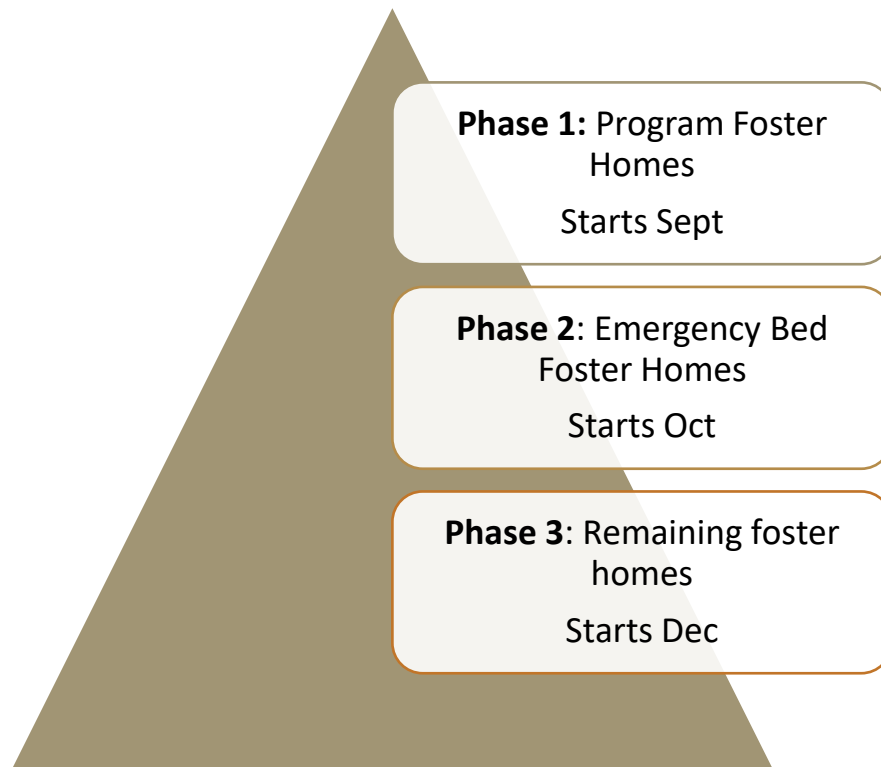 Phase 1: Program Foster
Homes
Starts Sept
Phase 2: Emergency Bed
Foster Homes
Starts Oct
Phase 3: Remaining foster
homes
Starts Dec